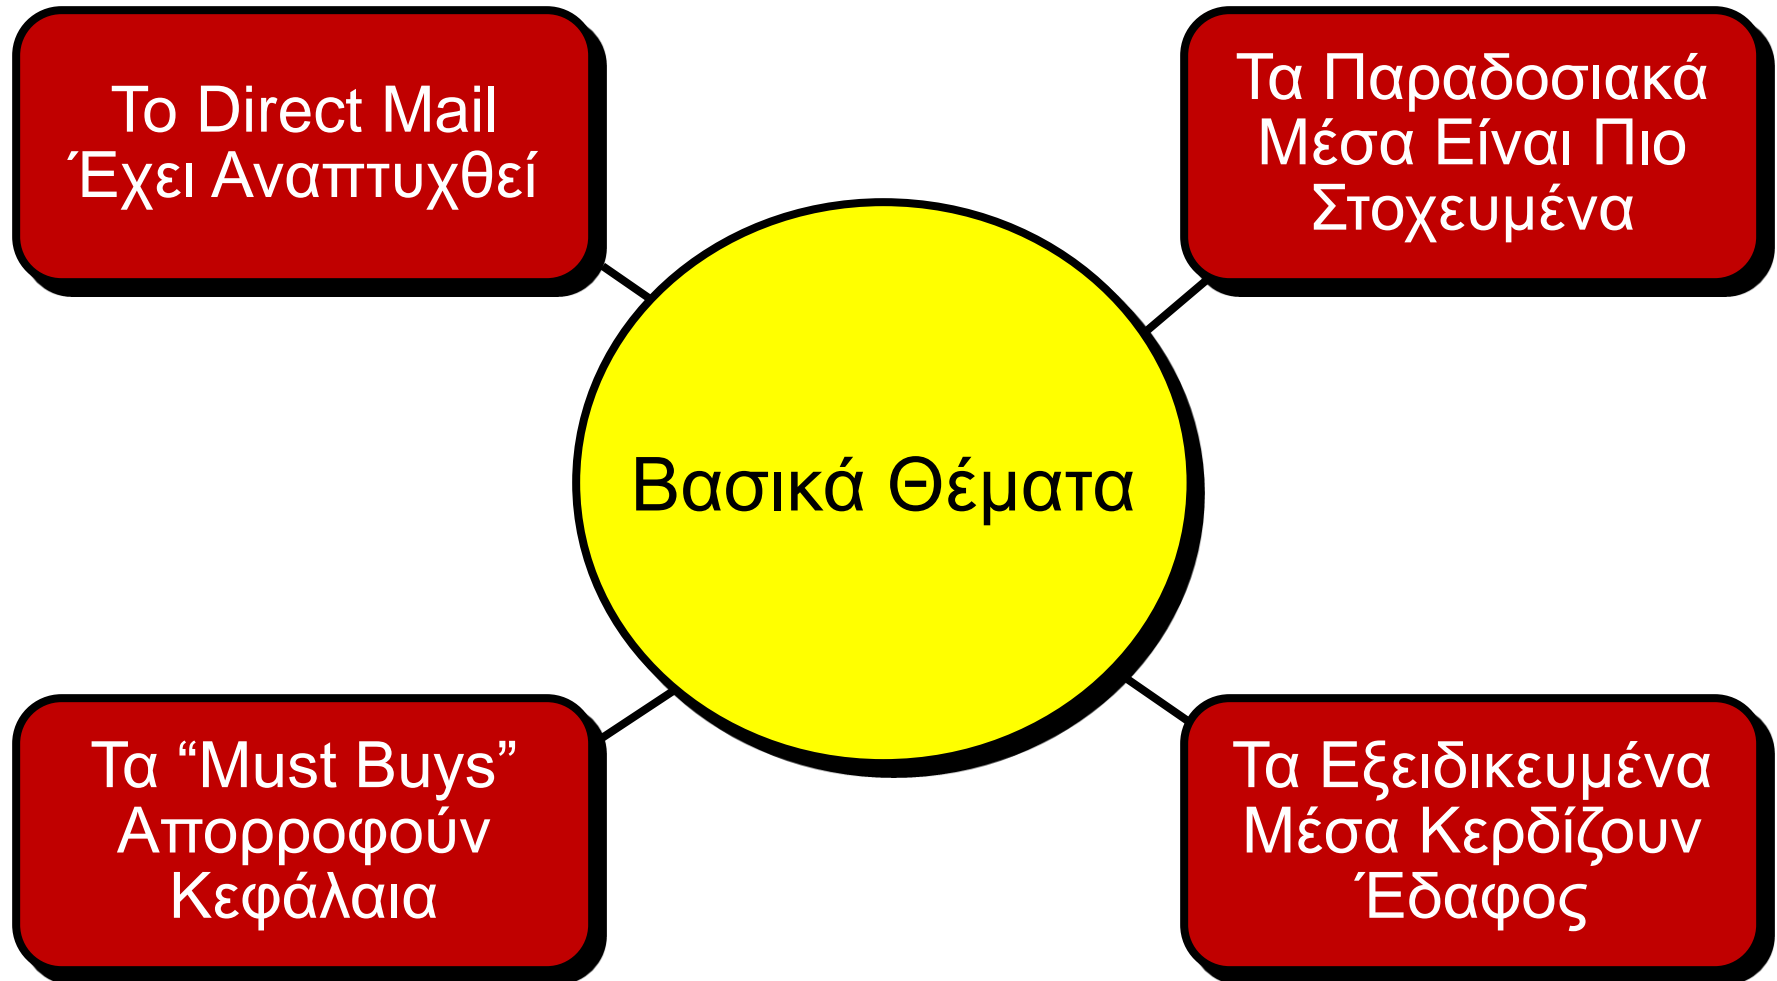 Το Direct Mail
Έχει Αναπτυχθεί
Τα Παραδοσιακά
Μέσα Είναι Πιο
Στοχευμένα
Βασικά Θέματα
Τα “Must Buys”
Απορροφούν
Κεφάλαια
Τα Εξειδικευμένα
Μέσα Κερδίζουν
Έδαφος